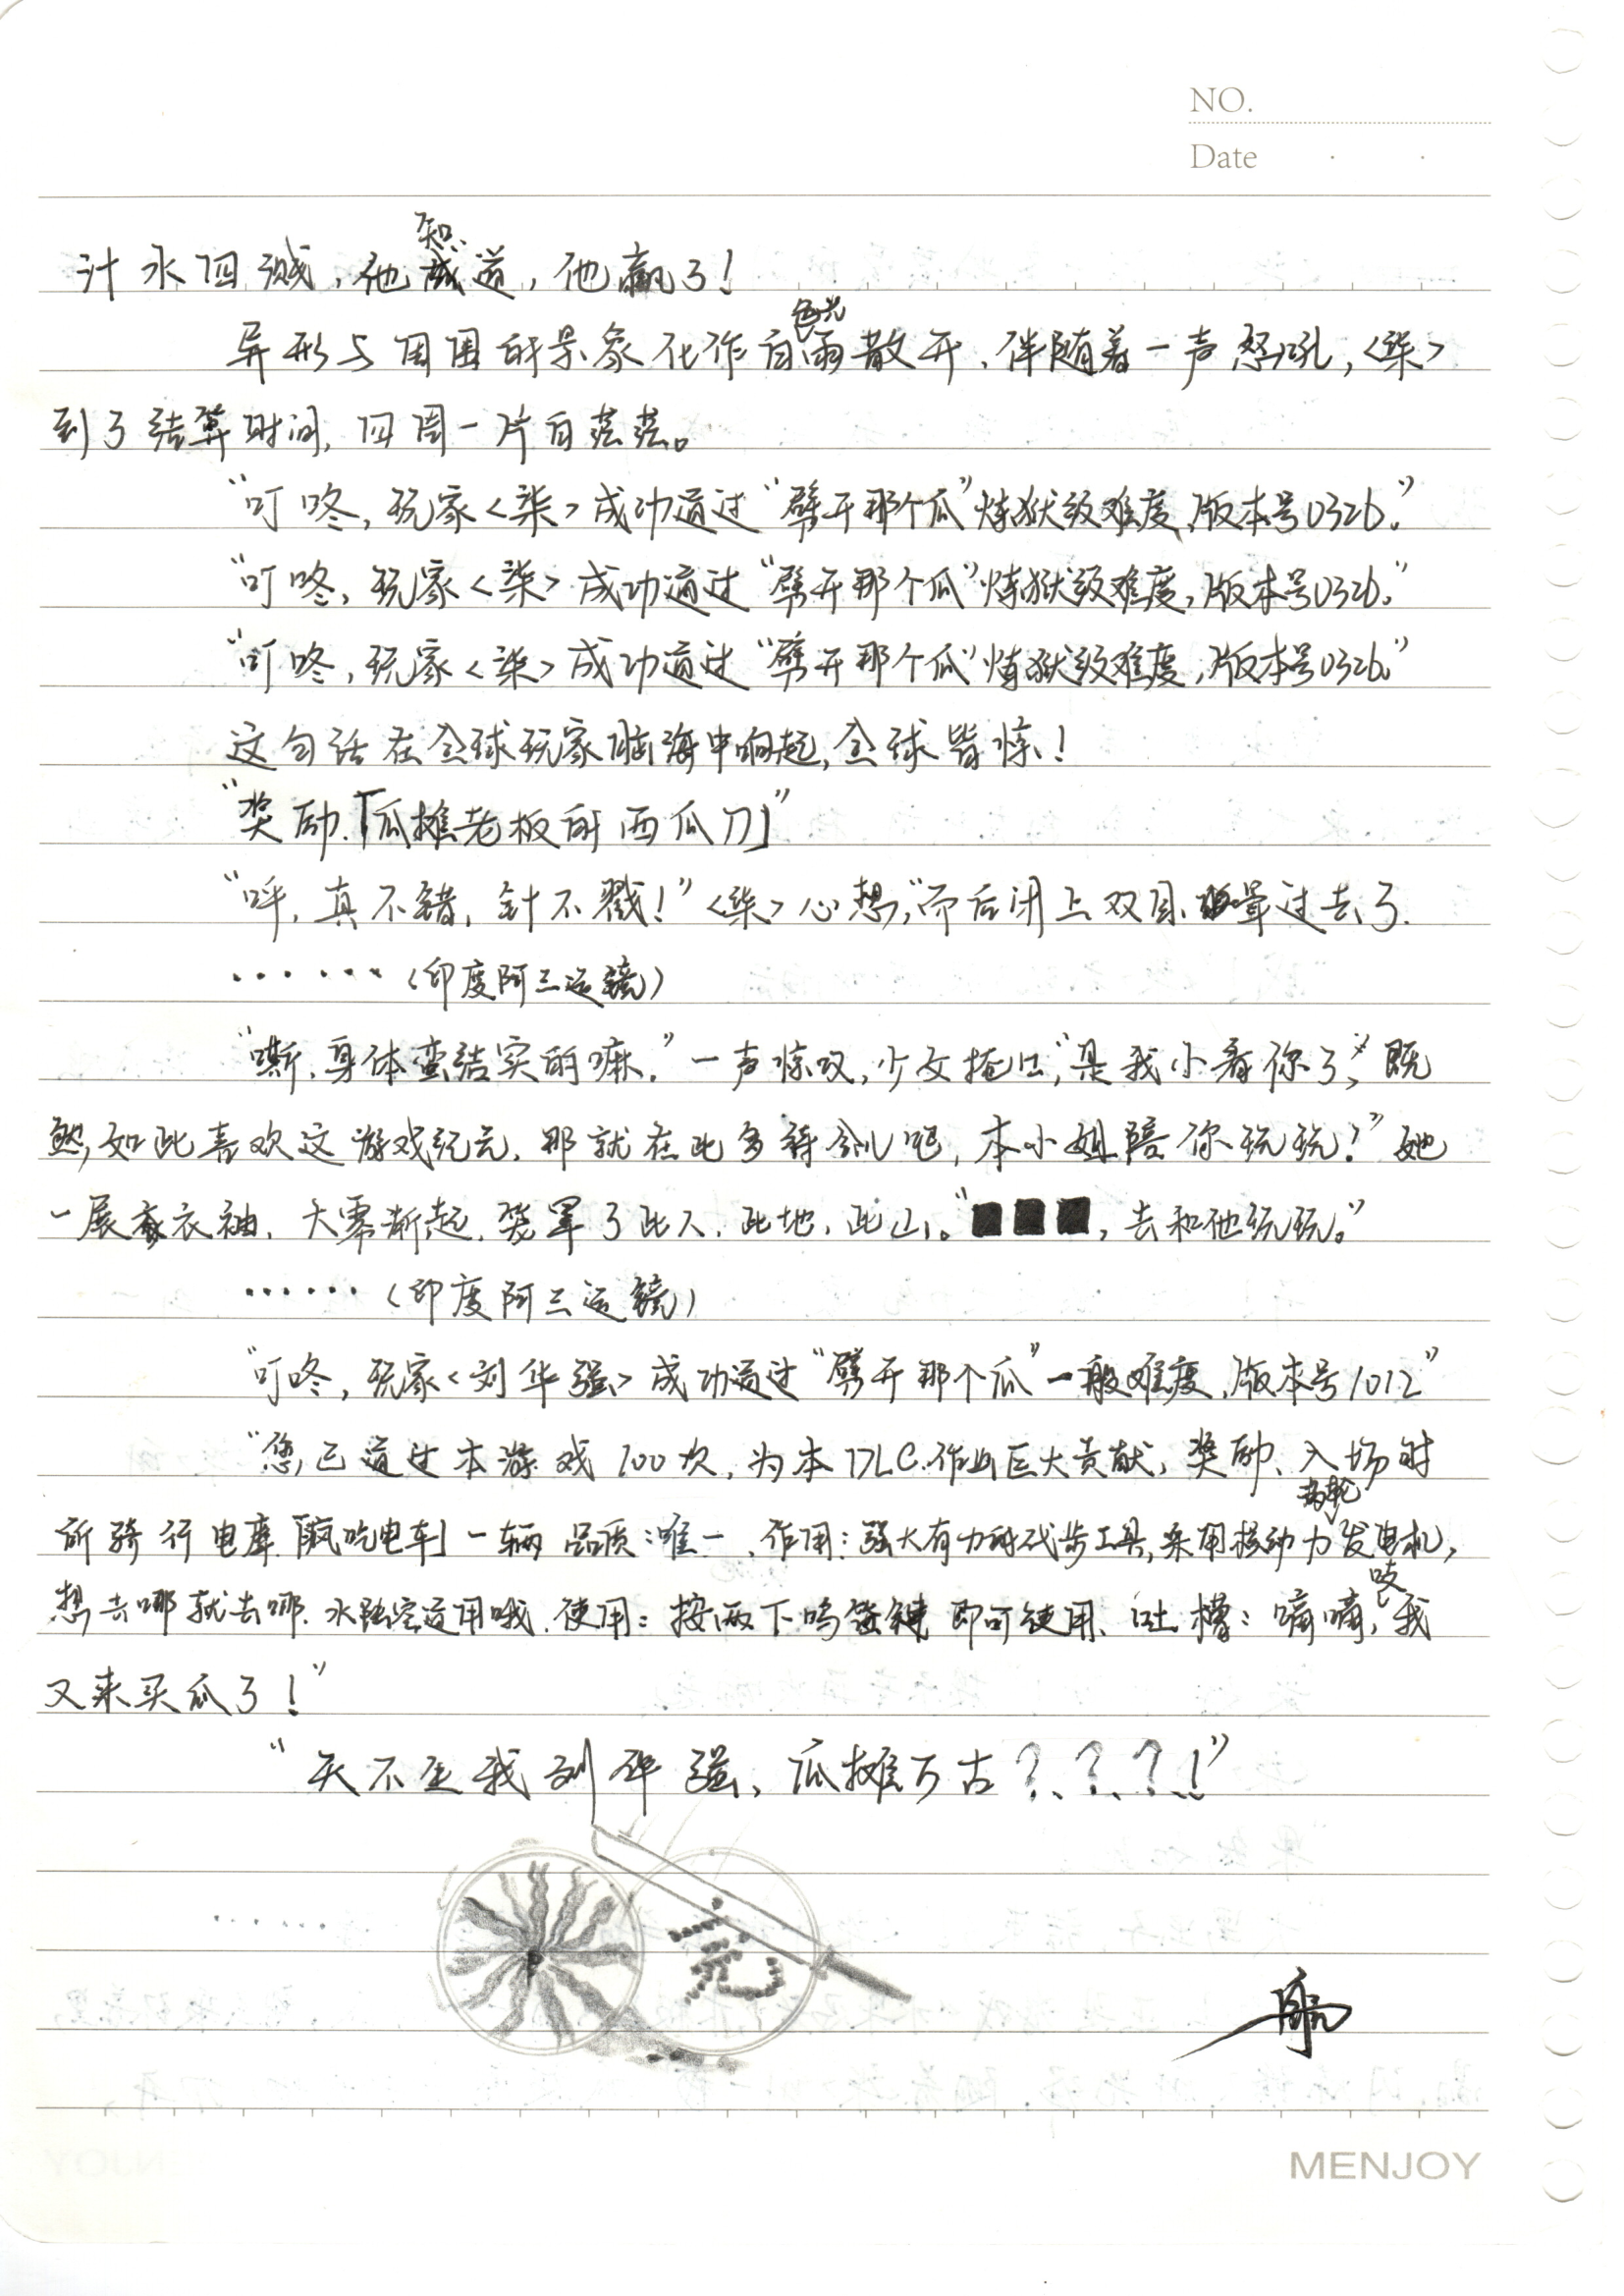 NO.
Date
汁水四溅，他知道，他赢了！
异形与周围的景象化作白色光雨散开，伴随着一声怒吼，<柒>
到了结算时间，四周一片白茫茫。
“叮咚，玩家<柒>成功通过“劈开那个瓜”炼狱级难度，版本号0326。”
“叮咚，玩家<柒>成功通过“劈开那个瓜”炼狱级难度，版本号0326。”
“叮咚，玩家<柒>成功通过“劈开那个瓜”炼狱级难度，版本号0326。”
这句话在全球玩家脑海中响起，全球皆惊！
“奖励.「瓜摊老板的西瓜刀」”
“呼，真不错，针不戳！”<柒>心想，“而后闭上双目，晕过去了.
······（印度阿三运镜）
“嘶，身体蛮结实的嘛。”一声惊叹，少女掩口，“是我小看你了，既
然，如此喜欢这游戏纪元，那就在此多待会儿吧，本小姐陪你玩玩！”她
一展衣袖，大雾渐起，笼罩了此人，此地，此山。“■■■，去和他玩玩。”
······（印度阿三运镜）
“叮咚，玩家<刘华强>成功通过“劈开那个瓜”一般难度，版本号1012”
“您已通过本游戏100次，为本DLC.作出巨大贡献，奖励、入场时
所骑行电摩「飙吃电车」一辆 品质：唯一，作用：强大有力的代步工具，采用核动力涡轮发电机，
想去哪就去哪.水路空适用哦.使用：按两下鸣笛键即可使用、吐槽：嘀嘀，吱我
又来买瓜了！”
“天不生我刘华强，瓜摊万古？？？！”
······
完
MENJOY